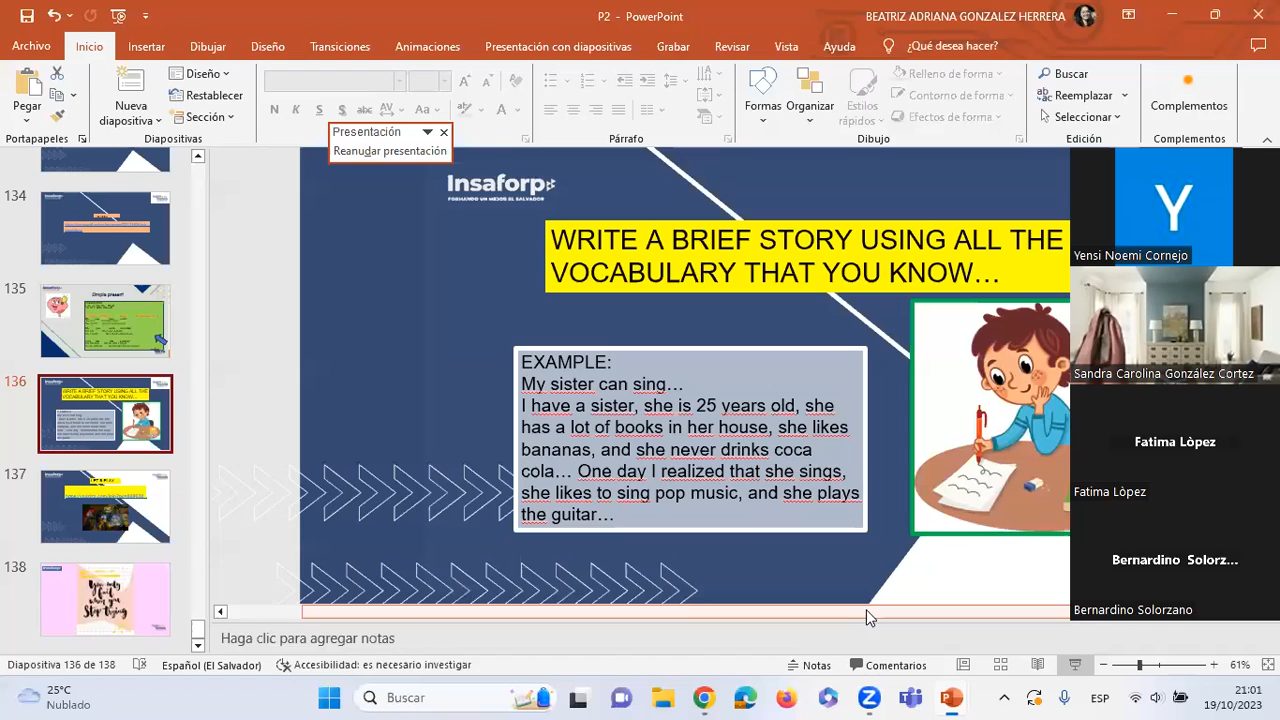 P2 - PowerPoint
BEATRIZ ADRIANA GONZALEZ HERRERA
Archivo Inicio Insertar Dibujar Diseño Transiciones Animaciones Presentación con diapositivas Grabar Revisar Vista Ayuda ¿Qué desea hacer?
Pegar
Nueva diapositiva
Diseño
Restablecer
Sección
N K S S abc AV Aa A
Formas
Organizar
Estilos rápidos
Relleno de forma
Contorno de forma
Efectos de forma
Buscar
Reemplazar
Seleccionar
Complementos
Portapapeles Diapositivas Párrafo Dibujo Edición Complementos
Presentación
Reanudar presentación
134
135
Simple present
136
137
138
Insaforp
FORMANDO UN MEJOR EL SALVADOR
WRITE A BRIEF STORY USING ALL THE
VOCABULARY THAT YOU KNOW…
EXAMPLE:
My sister can sing…
I have a sister, she is 25 years old, she
has a lot of books in her house, she likes
bananas, and she never drinks coca
cola… One day I realized that she sings,
she likes to sing pop music, and she plays
the guitar…
Y
Yensi Noemi Cornejo
Sandra Carolina González Cortez
Fatima Lòpez
Fatima Lòpez
Bernardino Solorz...
Bernardino Solorzano
Haga clic para agregar notas
Diapositiva 136 de 138 Español (El Salvador) Accesibilidad: es necesario investigar Notas Comentarios 61%
25°C
Nublado
Buscar
ESP
21:01
19/10/2023